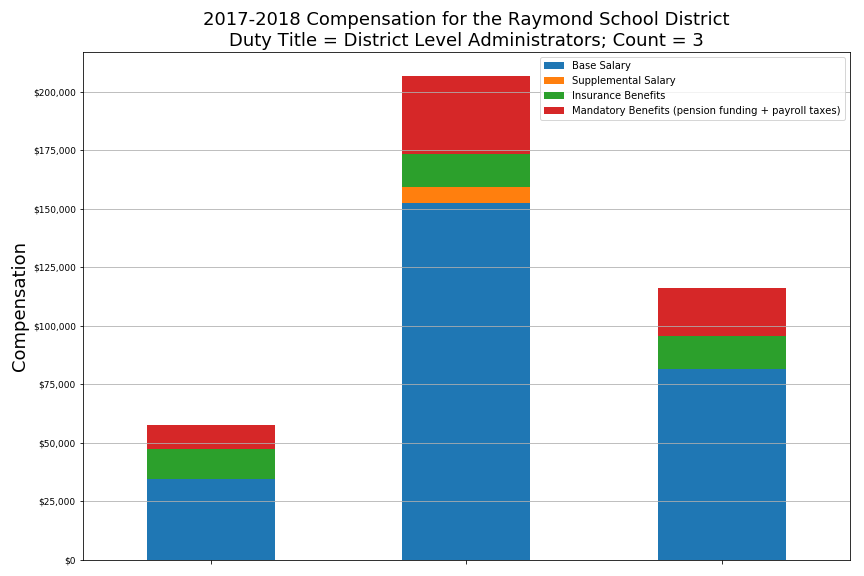 2017-2018 Compensation for the Raymond School District
Duty Title = District Level Administrators; Count = 3
Base Salary
Supplemental Salary
Insurance Benefits
Mandatory Benefits (pension funding + payroll taxes)
Compensation
$200,000
$175,000
$150,000
$125,000
$100,000
$75,000
$50,000
$25,000
$0